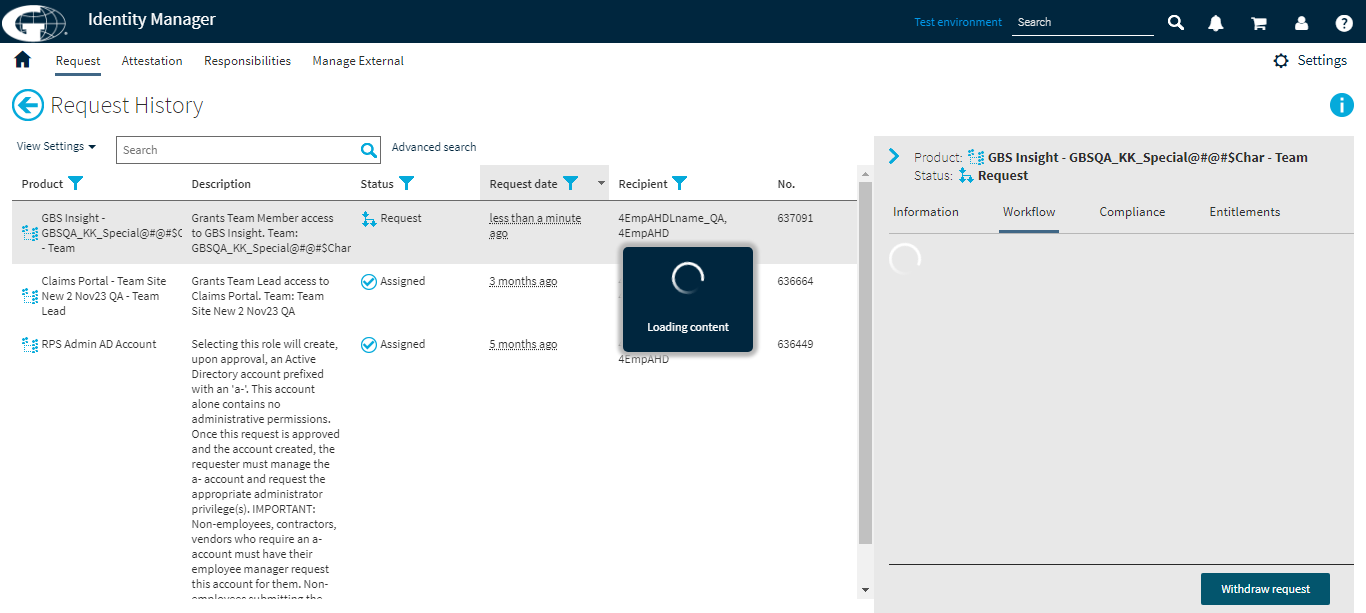 Identity Manager
Test environment
Search
Request
Attestation
Responsibilities
Manage External
Settings
Request History
View Settings
Search
Advanced search
Product
Description
Status
Request date
Recipient
No.
GBS Insight -
GBSQA_KK_Special@#@#$C
- Team
Grants Team Member access
to GBS Insight. Team:
GBSQA_KK_Special@#@#$Char
Request
less than a minute
ago
4EmpAHDLname_QA,
4EmpAHD
637091
Claims Portal - Team Site
New 2 Nov23 QA - Team
Lead
Grants Team Lead access to
Claims Portal. Team: Team
Site New 2 Nov23 QA
Assigned
3 months ago
636664
RPS Admin AD Account
Selecting this role will create,
upon approval, an Active
Directory account prefixed
with an 'a-'. This account
alone contains no
administrative permissions.
Once this request is approved
and the account created, the
requester must manage the
a- account and request the
appropriate administrator
privilege(s). IMPORTANT:
Non-employees, contractors,
vendors who require an a-
account must have their
employee manager request
this account for them. Non-
employees submitting the
Assigned
5 months ago
4EmpAHD
636449
Loading content
Product: GBS Insight - GBSQA_KK_Special@#@#$Char - Team
Status: Request
Information
Workflow
Compliance
Entitlements
Withdraw request